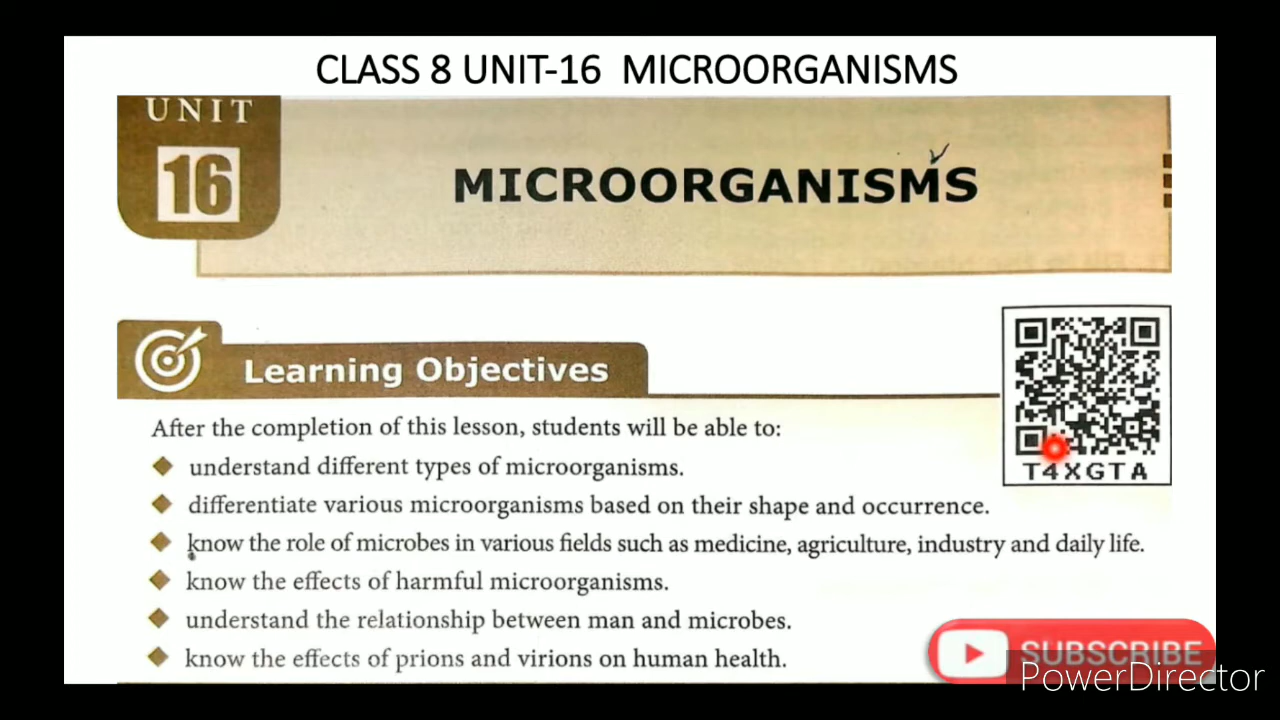 CLASS 8 UNIT-16 MICROORGANISMS
UNIT
16
MICROORGANISMS
Learning Objectives
T4XGTA
After the completion of this lesson, students will be able to:
understand different types of microorganisms.
differentiate various microorganisms based on their shape and occurrence.
know the role of microbes in various fields such as medicine, agriculture, industry and daily life.
know the effects of harmful microorganisms.
understand the relationship between man and microbes.
know the effects of prions and virions on human health.
SUBSCRIBE
PowerDirector